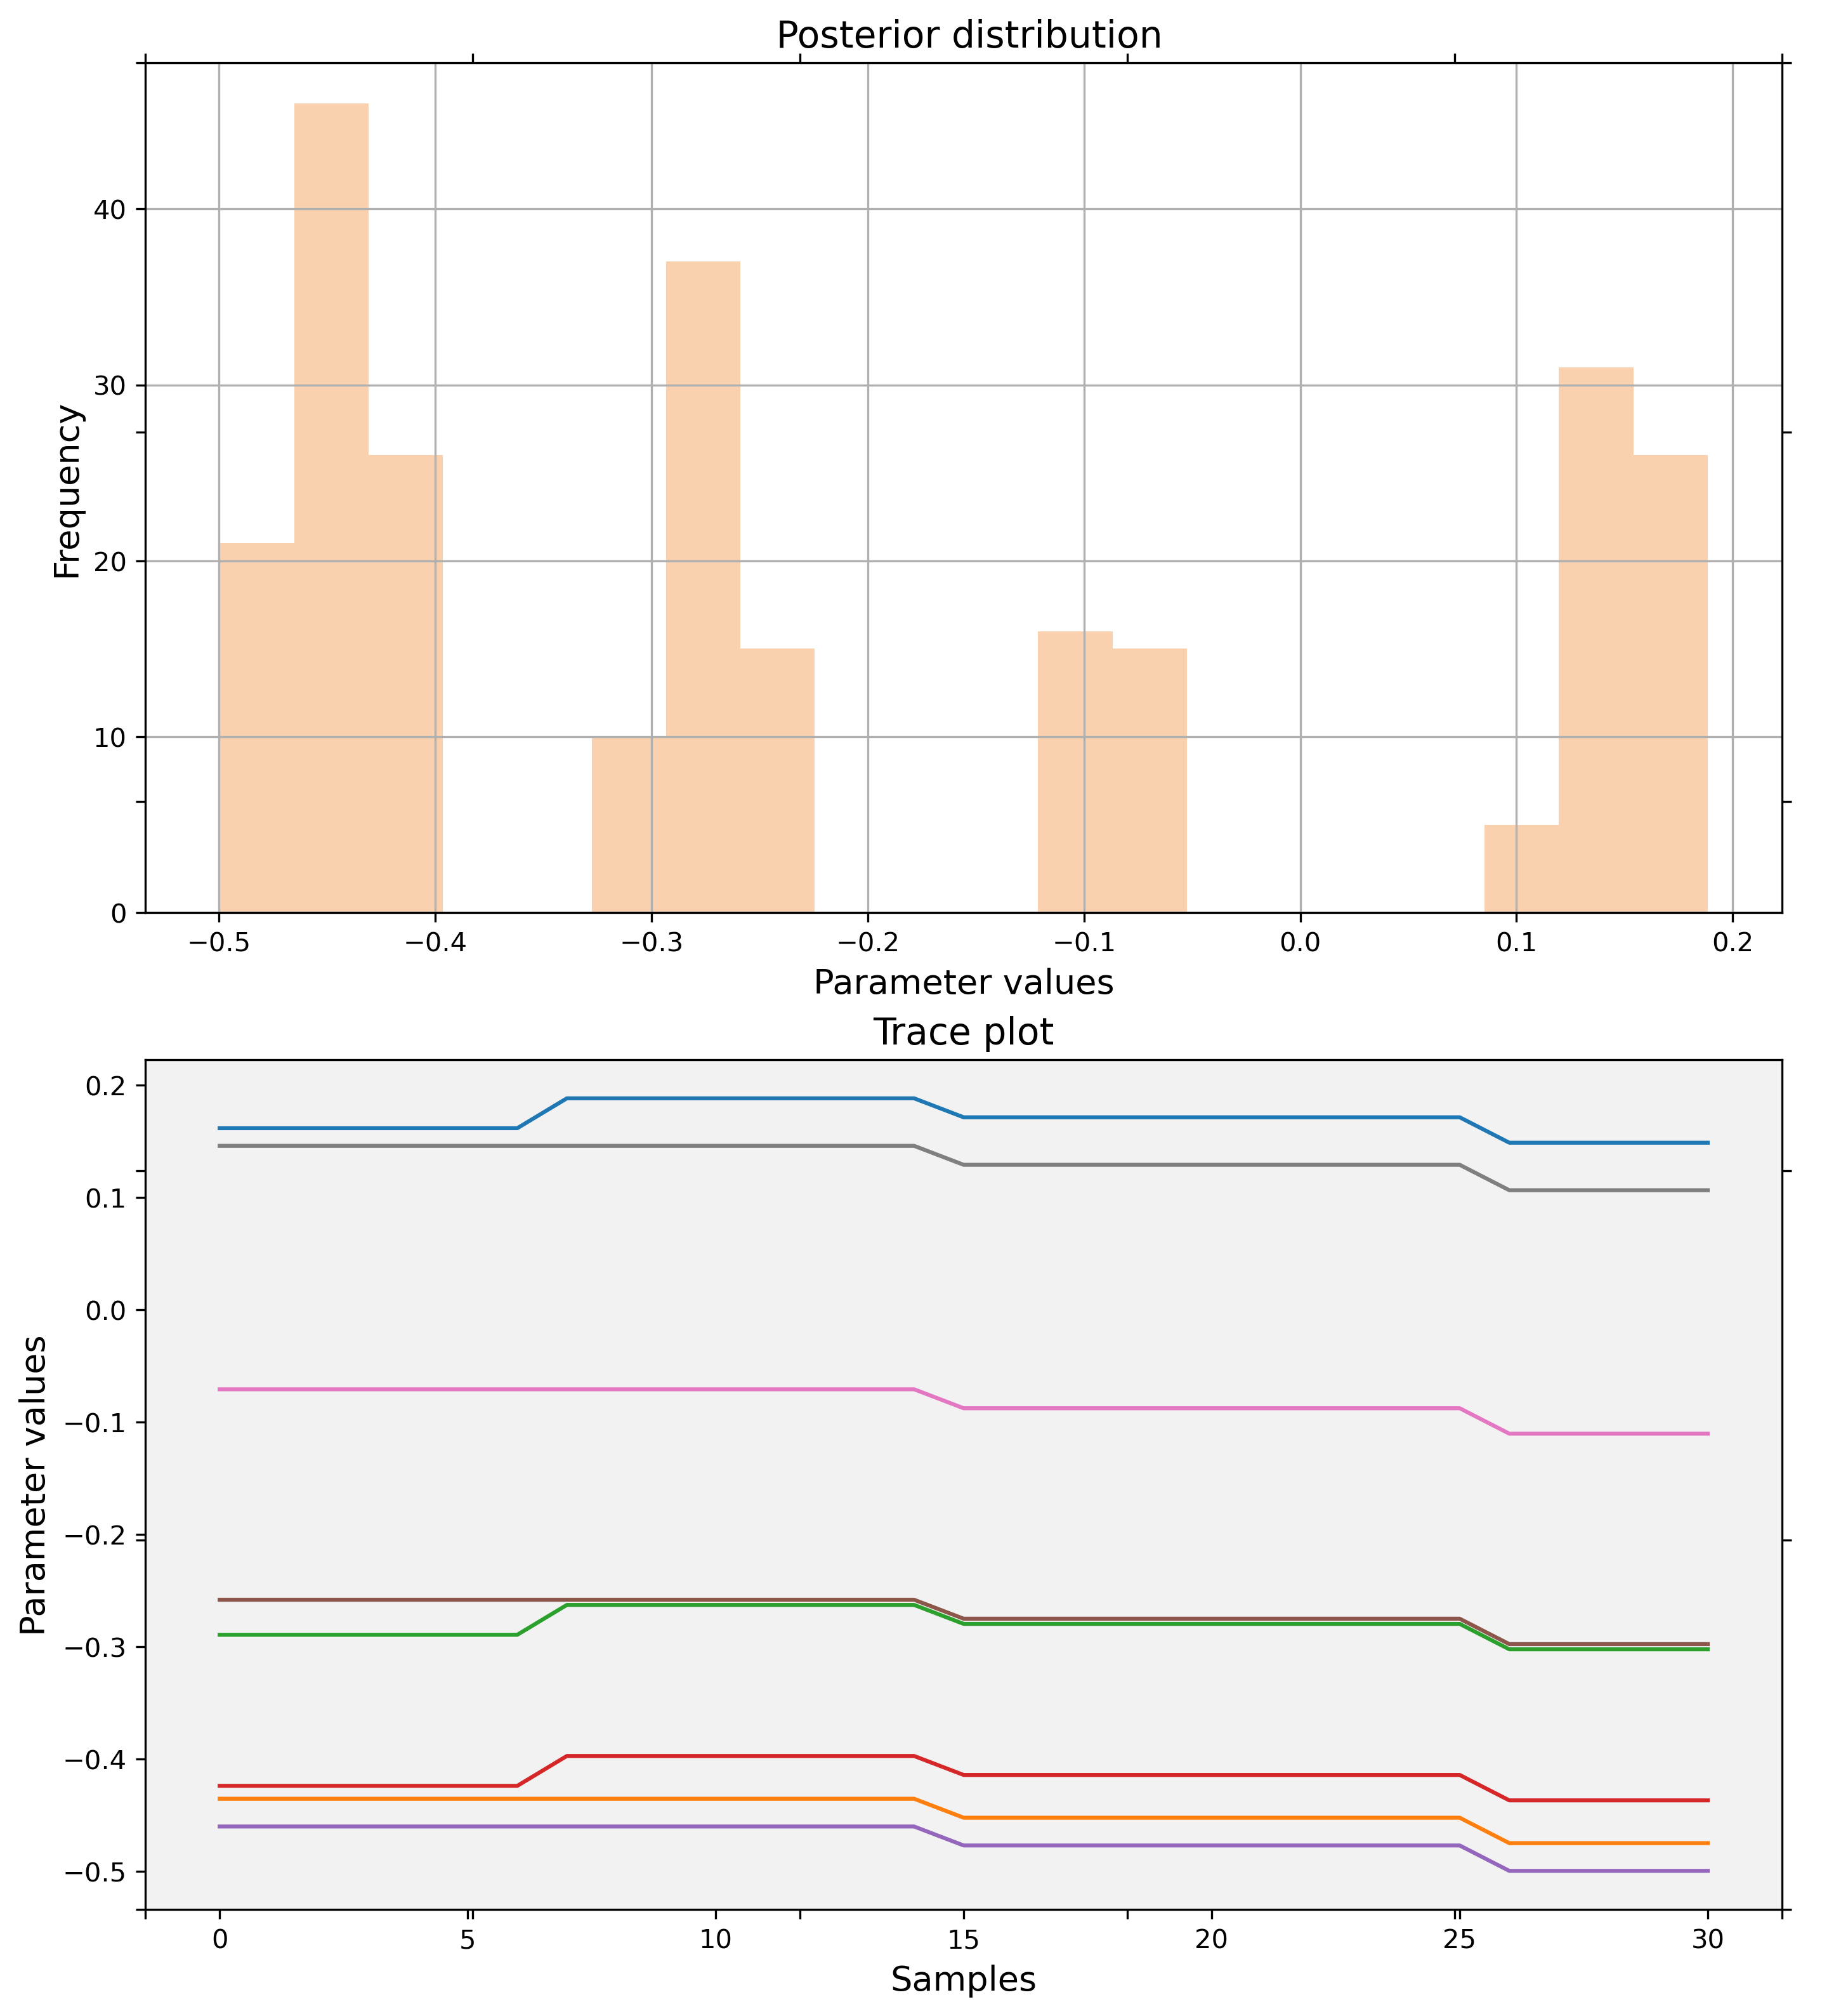 Posterior distribution
Frequency
40
30
20
10
0
−0.5 −0.4 −0.3 −0.2 −0.1 0.0 0.1 0.2
Parameter values
Trace plot
Parameter values
0.2
0.1
0.0
−0.1
−0.2
−0.3
−0.4
−0.5
0 5 10 15 20 25 30
Samples